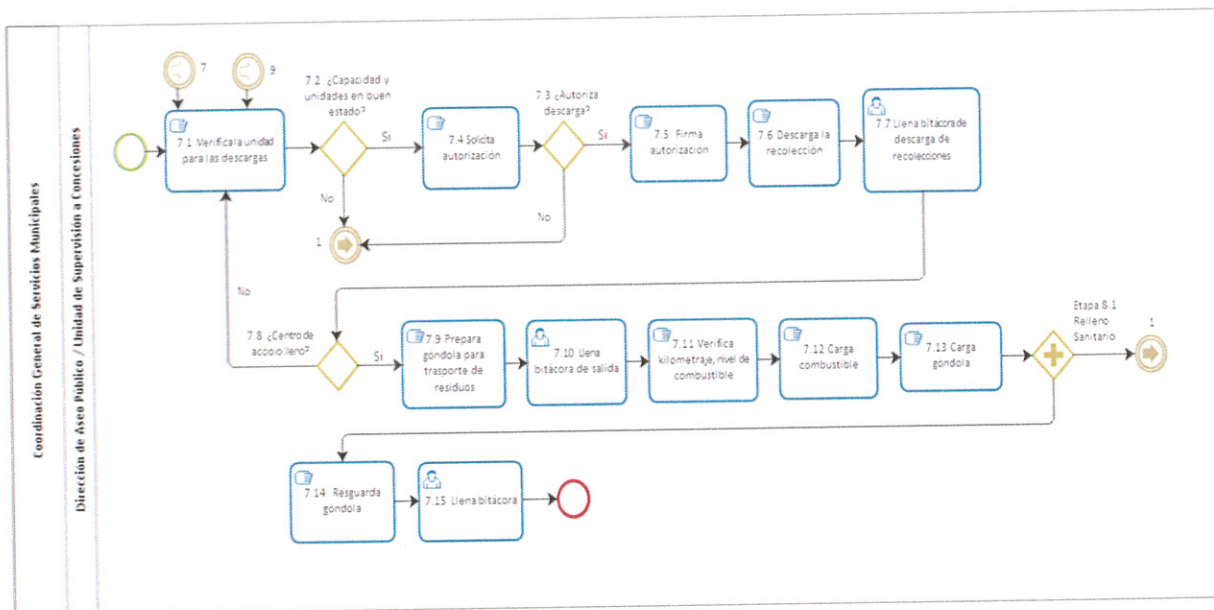 Coordinación General de Servicios Municipales
Dirección de Aseo Público / Unidad de Supervisión a Concesiones
7
9
7.1 Verifica la unidad
para las descargas
7.2 ¿Capacidad y
unidades en buen
estado?
Si
No
7.4 Solicita
autorización
7.3 ¿Autoriza
descarga?
Si
No
1
7.5 Firma
autorizacion
7.6 Descarga la
recolección
7.7 Llena bitácora de
descarga de
recolecciones
No
7.8 ¿Centro de
acopio lleno?
Si
7.9 Prepara
gondola para
trasporte de
residuos
7.10 Llena
bitácora de salida
7.11 Verifica
kilometraje, nivel de
combustible
7.12 Carga
combustible
7.13 Carga
gondola
Etapa 8.1
Relleno
Sanitario
1
7.14 Resguarda
gondola
7.15 Llena bitácora